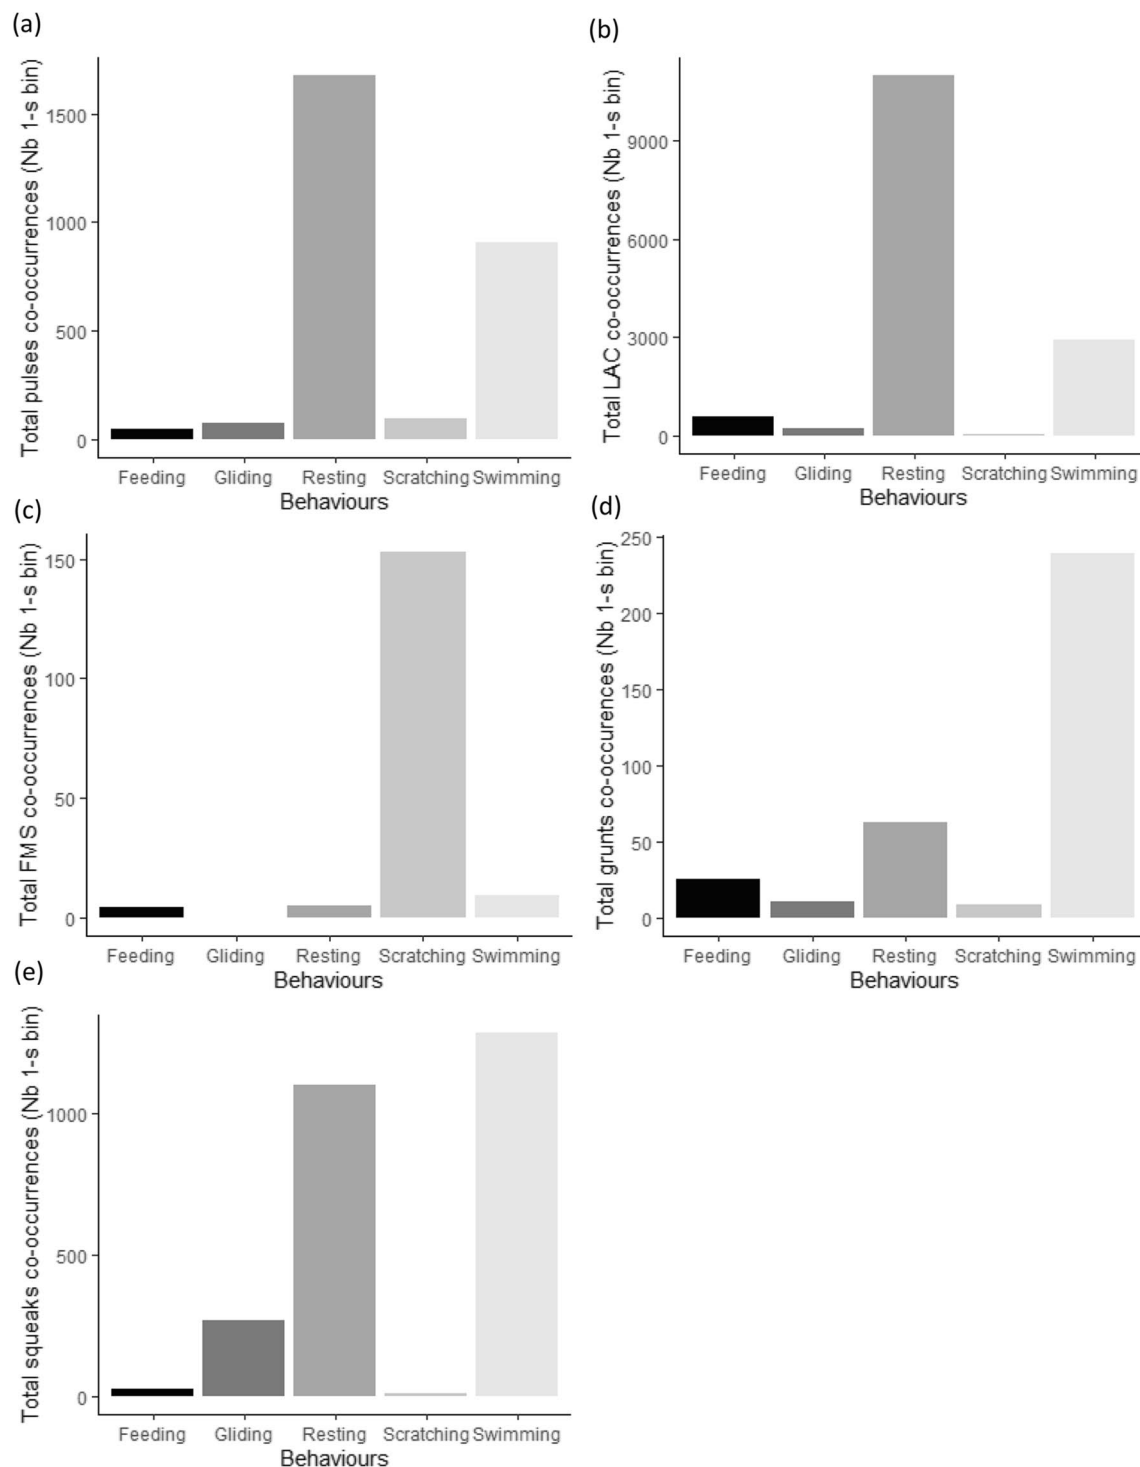 (a)
Total pulses co-occurrences (Nb 1-s bin)
1500
1000
500
0
Feeding Gliding Resting Scratching Swimming
Behaviours
(b)
Total LAC co-occurrences (Nb 1-s bin)
9000
6000
3000
0
Feeding Gliding Resting Scratching Swimming
Behaviours
(c)
Total FMS co-occurrences (Nb 1-s bin)
150
100
50
0
Feeding Gliding Resting Scratching Swimming
Behaviours
(d)
Total grunts co-occurences (Nb 1-s bin)
250
200
150
100
50
0
Feeding Gliding Resting Scratching Swimming
Behaviours
(e)
Total squeaks co-occurrences (Nb 1-s bin)
1000
500
0
Feeding Gliding Resting Scratching Swimming
Behaviours